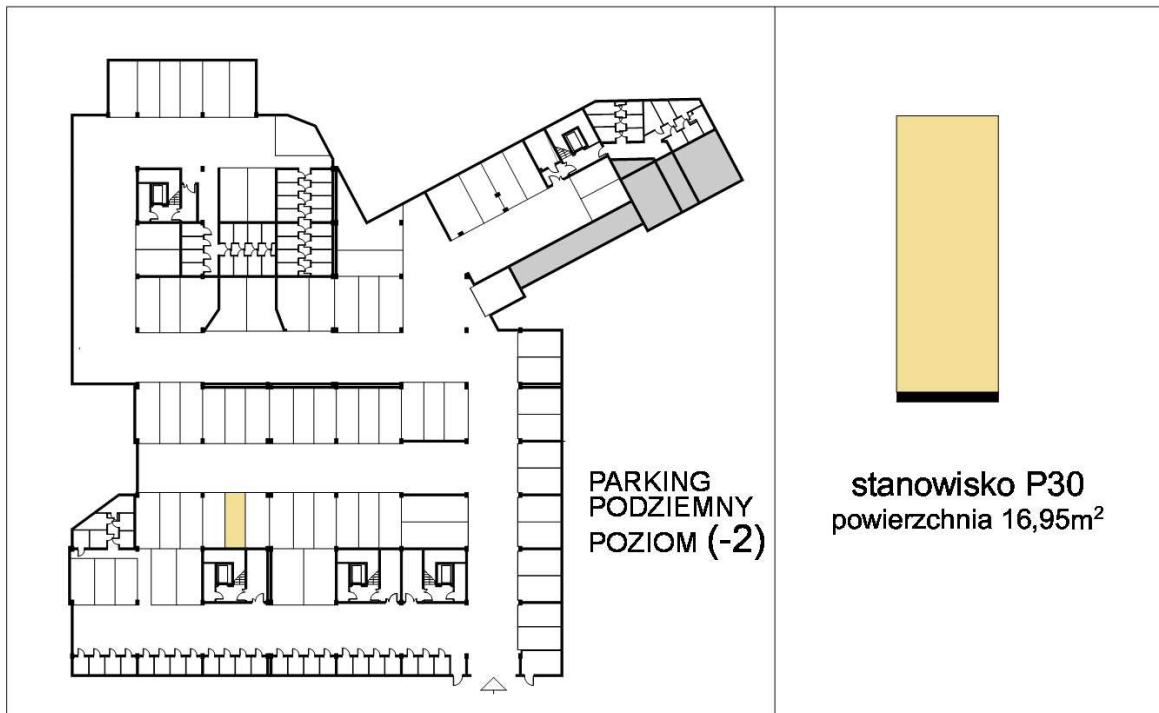 PARKING
PODZIEMNY
POZIOM (-2)
stanowisko P30
powierzchnia 16,95m²